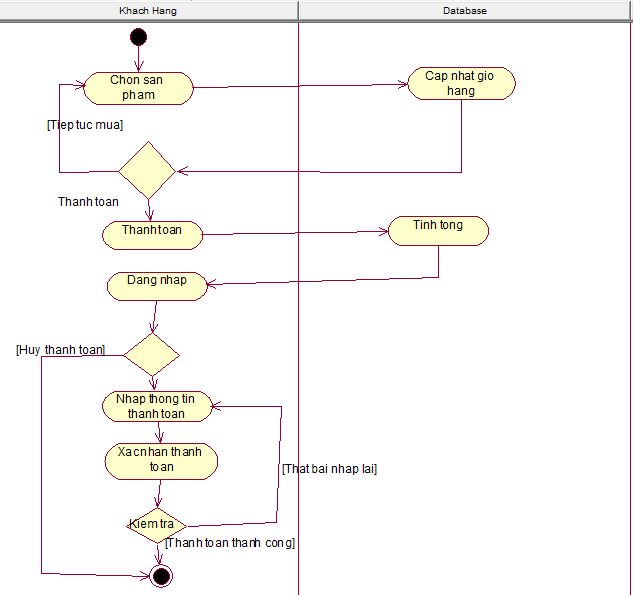 Khach Hang
Database
Chon san
pham
Cap nhat gio
hang
[Tiep tuc mua]
Thanh toan
Thanh toan
Tinh tong
Dang nhap
[Huy thanh toan]
Nhap thong tin
thanh toan
Xac nhan thanh
toan
[That bai nhap lai]
Kiem tra
[Thanh toan thanh cong]